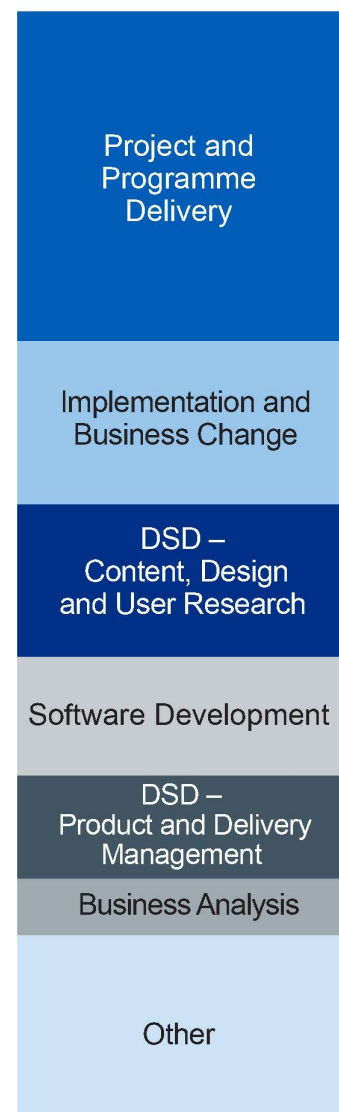 Project and
Programme
Delivery
Implementation and
Business Change
DSD –
Content, Design
and User Research
Software Development
DSD –
Product and Delivery
Management
Business Analysis
Other